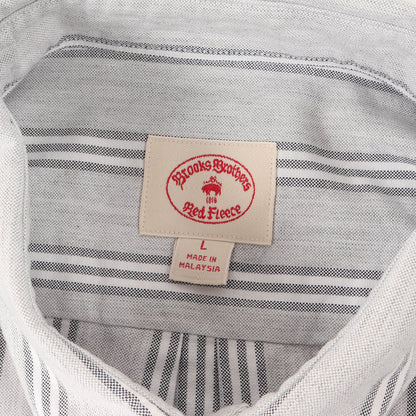 Brooks Brothers
1818
Red Fleece
L
MADE IN
MALAYSIA